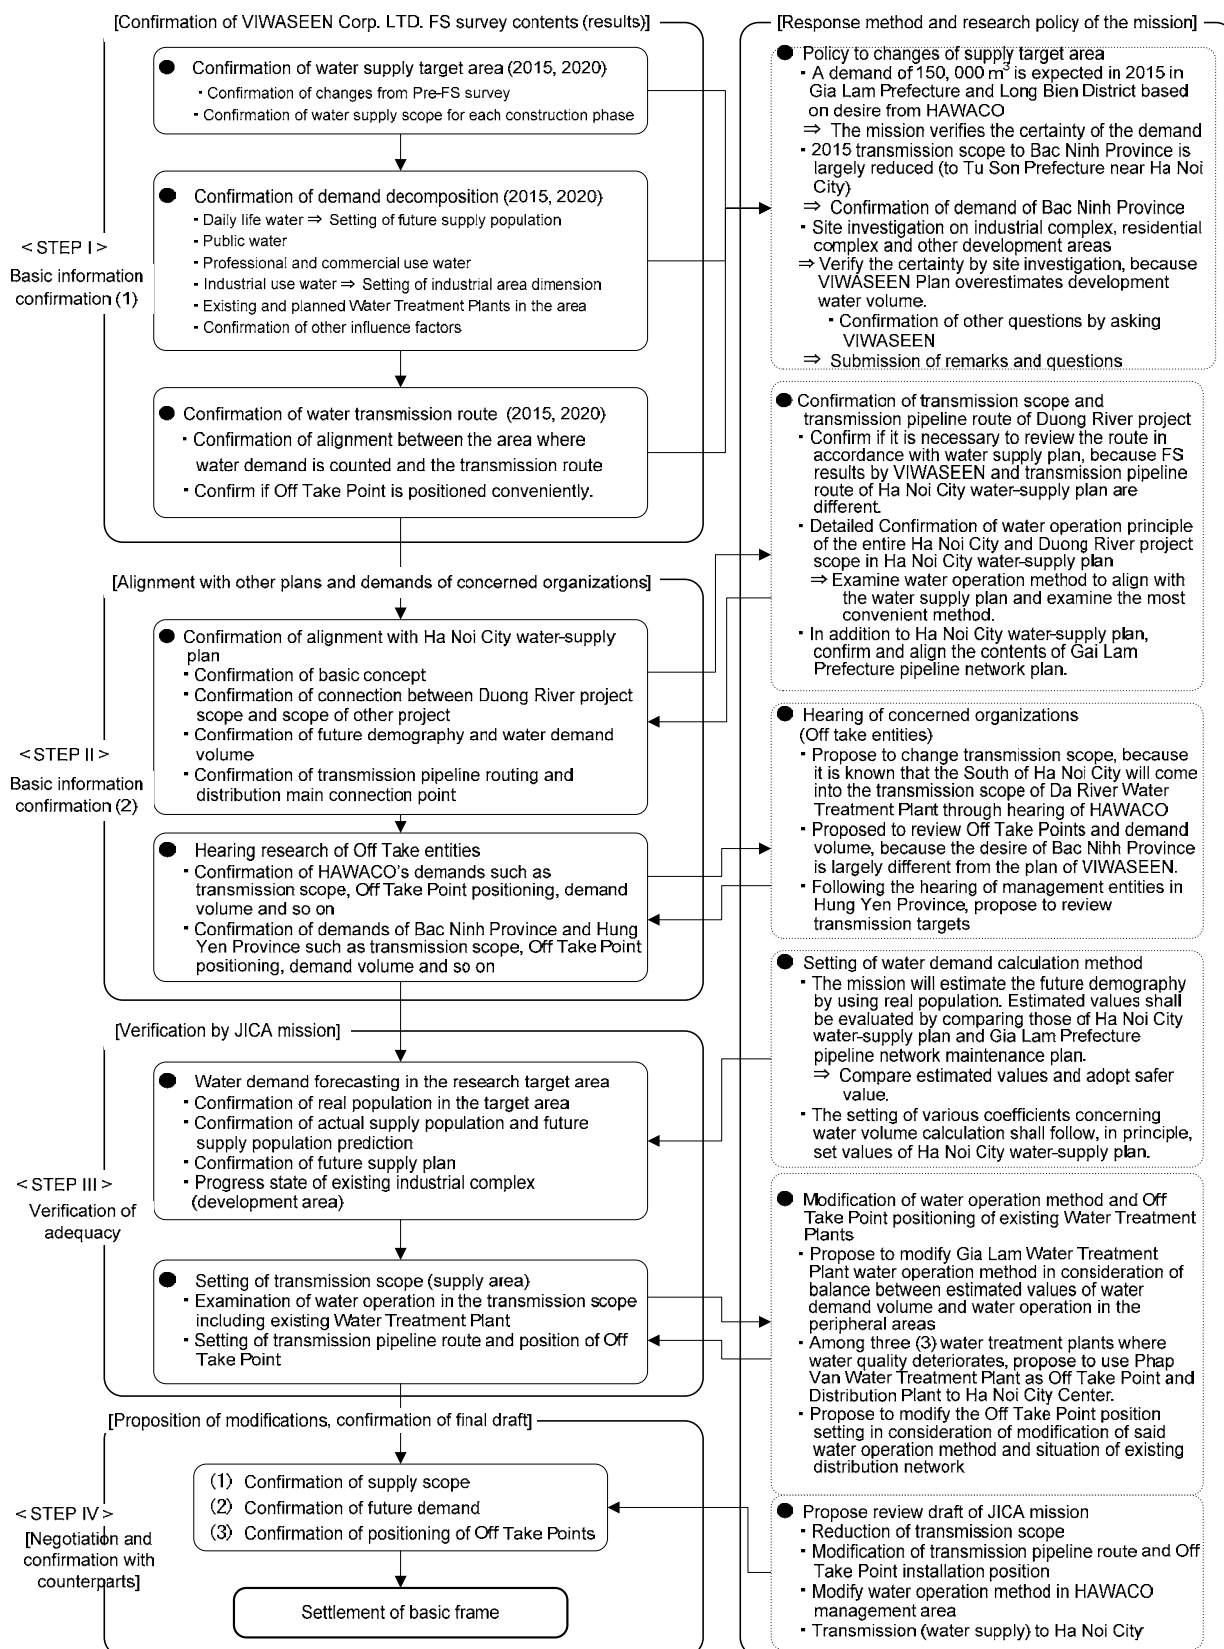 [Confirmation of VIWASEEN Corp. LTD. FS survey contents (results)]
● Confirmation of water supply target area (2015, 2020)
・Confirmation of changes from Pre-FS survey
・Confirmation of water supply scope for each construction phase
● Confirmation of demand decomposition (2015, 2020)
・Daily life water ⇒ Setting of future supply population
・Public water
・Professional and commercial use water
・Industrial use water ⇒ Setting of industrial area dimension
・Existing and planned Water Treatment Plants in the area
・Confirmation of other influence factors
< STEP I >
Basic information
confirmation (1)
● Confirmation of water transmission route (2015, 2020)
・Confirmation of alignment between the area where
water demand is counted and the transmission route
・Confirm if Off Take Point is positioned conveniently.
[Alignment with other plans and demands of concerned organizations]
● Confirmation of alignment with Ha Noi City water-supply
plan
・Confirmation of basic concept
・Confirmation of connection between Duong River project
scope and scope of other project
・Confirmation of future demography and water demand
volume
・Confirmation of transmission pipeline routing and
distribution main connection point
< STEP II >
Basic information
confirmation (2)
● Hearing research of Off Take entities
・Confirmation of HAWACO's demands such as
transmission scope, Off Take Point positioning, demand
volume and so on
・Confirmation of demands of Bac Ninh Province and Hung
Yen Province such as transmission scope, Off Take Point
positioning, demand volume and so on
[Verification by JICA mission]
● Water demand forecasting in the research target area
・Confirmation of real population in the target area
・Confirmation of actual supply population and future
supply population prediction
・Confirmation of future supply plan
・Progress state of existing industrial complex
(development area)
< STEP III >
Verification of
adequacy
● Setting of transmission scope (supply area)
・Examination of water operation in the transmission scope
including existing Water Treatment Plant
・Setting of transmission pipeline route and position of Off
Take Point
[Proposition of modifications, confirmation of final draft]
(1) Confirmation of supply scope
(2) Confirmation of future demand
(3) Confirmation of positioning of Off Take Points
< STEP IV >
[Negotiation and
confirmation with
counterparts]
Settlement of basic frame
[Response method and research policy of the mission]
● Policy to changes of supply target area
・A demand of 150, 000 m³ is expected in 2015 in
Gia Lam Prefecture and Long Bien District based
on desire from HAWACO
⇒ The mission verifies the certainty of the demand
・2015 transmission scope to Bac Ninh Province is
largely reduced (to Tu Son Prefecture near Ha Noi
City)
⇒ Confirmation of demand of Bac Ninh Province
・Site investigation on industrial complex, residential
complex and other development areas
⇒ Verify the certainty by site investigation, because
VIWASEEN Plan overestimates development
water volume.
・Confirmation of other questions by asking
VIWASEEN
⇒ Submission of remarks and questions
● Confirmation of transmission scope and
transmission pipeline route of Duong River project
・Confirm if it is necessary to review the route in
accordance with water supply plan, because FS
results by VIWASEEN and transmission pipeline
route of Ha Noi City water-supply plan are
different.
・Detailed Confirmation of water operation principle
of the entire Ha Noi City and Duong River project
scope in Ha Noi City water-supply plan
⇒ Examine water operation method to align with
the water supply plan and examine the most
convenient method.
・In addition to Ha Noi City water-supply plan,
confirm and align the contents of Gai Lam
Prefecture pipeline network plan.
● Hearing of concerned organizations
(Off take entities)
・Propose to change transmission scope, because
it is known that the South of Ha Noi City will come
into the transmission scope of Da River Water
Treatment Plant through hearing of HAWACO
・Proposed to review Off Take Points and demand
volume, because the desire of Bac Nihh Province
is largely different from the plan of VIWASEEN.
・Following the hearing of management entities in
Hung Yen Province, propose to review
transmission targets
● Setting of water demand calculation method
・The mission will estimate the future demography
by using real population. Estimated values shall
be evaluated by comparing those of Ha Noi City
water-supply plan and Gia Lam Prefecture
pipeline network maintenance plan.
⇒ Compare estimated values and adopt safer
value.
・The setting of various coefficients concerning
water volume calculation shall follow, in principle,
set values of Ha Noi City water-supply plan.
● Modification of water operation method and Off
Take Point positioning of existing Water Treatment
Plants
・Propose to modify Gia Lam Water Treatment
Plant water operation method in consideration of
balance between estimated values of water
demand volume and water operation in the
peripheral areas
・Among three (3) water treatment plants where
water quality deteriorates, propose to use Phap
Van Water Treatment Plant as Off Take Point and
Distribution Plant to Ha Noi City Center.
・Propose to modify the Off Take Point position
setting in consideration of modification of said
water operation method and situation of existing
distribution network
● Propose review draft of JICA mission
・Reduction of transmission scope
・Modification of transmission pipeline route and Off
Take Point installation position
・Modify water operation method in HAWACO
management area
・Transmission (water supply) to Ha Noi City